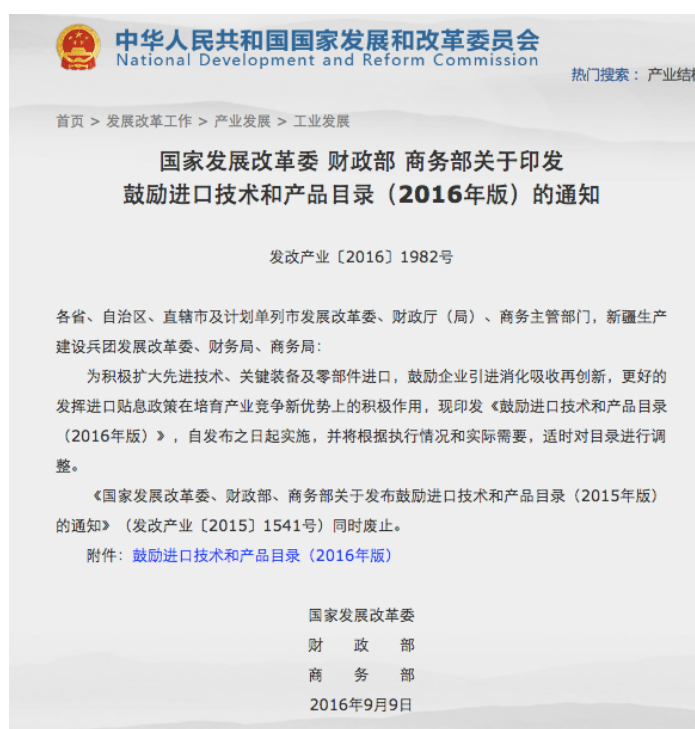 中华人民共和国国家发展和改革委员会
National Development and Reform Commission
热门搜索：产业结
首页 > 发展改革工作 > 产业发展 > 工业发展
国家发展改革委 财政部 商务部关于印发
鼓励进口技术和产品目录（2016年版）的通知
发改产业〔2016〕1982号
各省、自治区、直辖市及计划单列市发展改革委、财政厅（局）、商务主管部门，新疆生产
建设兵团发展改革委、财务局、商务局：
为积极扩大先进技术、关键装备及零部件进口，鼓励企业引进消化吸收再创新，更好的
发挥进口贴息政策在培育产业竞争新优势上的积极作用，现印发《鼓励进口技术和产品目录
（2016年版）》，自发布之日起实施，并将根据执行情况和实际需要，适时对目录进行调
整。
《国家发展改革委、财政部、商务部关于发布鼓励进口技术和产品目录（2015年版）
的通知》（发改产业〔2015〕1541号）同时废止。
附件：鼓励进口技术和产品目录（2016年版）
国家发展改革委
财 政 部
商 务 部
2016年9月9日